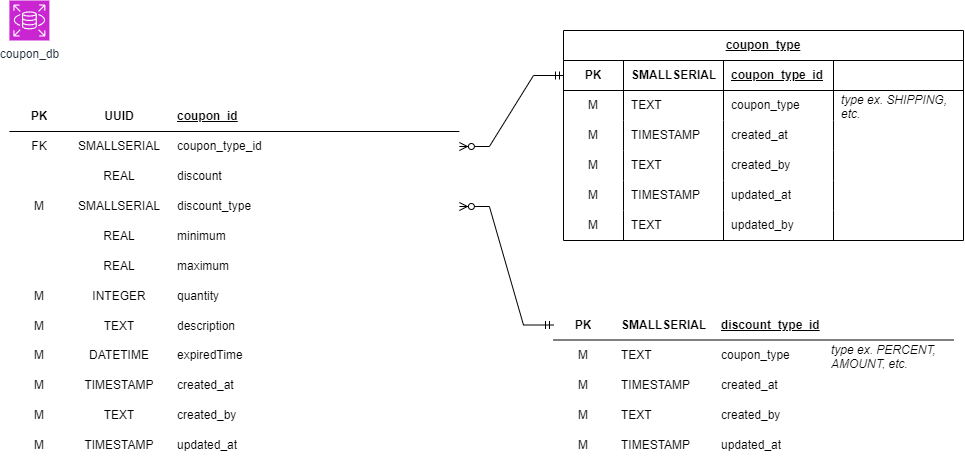 coupon_db
PK UUID coupon_id
FK SMALLSERIAL coupon_type_id
REAL discount
M SMALLSERIAL discount_type
REAL minimum
REAL maximum
M INTEGER quantity
M TEXT description
M DATETIME expiredTime
M TIMESTAMP created_at
M TEXT created_by
M TIMESTAMP updated_at
coupon_type
PK SMALLSERIAL coupon_type_id
M TEXT coupon_type type ex. SHIPPING,
etc.
M TIMESTAMP created_at
M TEXT created_by
M TIMESTAMP updated_at
M TEXT updated_by
PK SMALLSERIAL discount_type_id
M TEXT coupon_type type ex. PERCENT,
AMOUNT, etc.
M TIMESTAMP created_at
M TEXT created_by
M TIMESTAMP updated_at